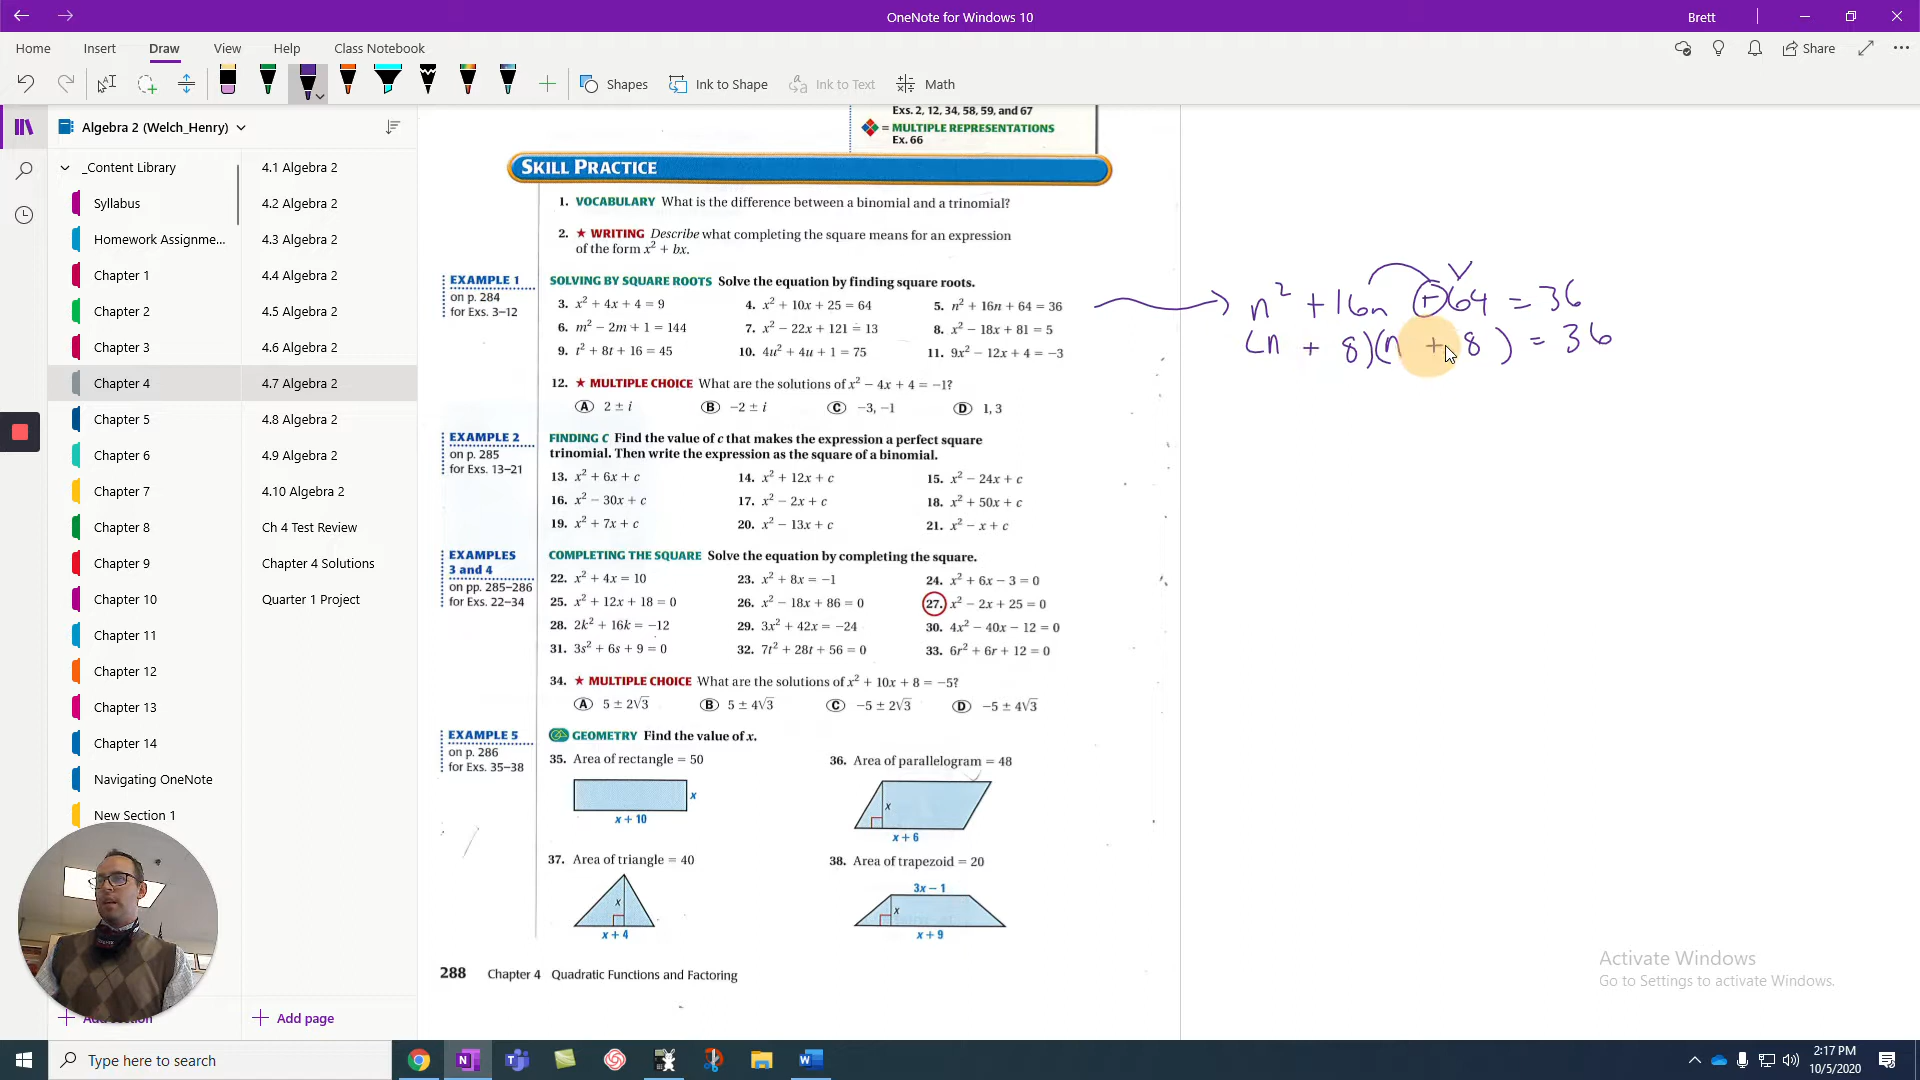 OneNote for Windows 10
Brett
Home Insert Draw View Help Class Notebook
Share
Shapes
Ink to Shape
Ink to Text
Math
Algebra 2 (Welch_Henry)
_Content Library
Syllabus
Homework Assignme...
Chapter 1
Chapter 2
Chapter 3
Chapter 4
Chapter 5
Chapter 6
Chapter 7
Chapter 8
Chapter 9
Chapter 10
Chapter 11
Chapter 12
Chapter 13
Chapter 14
Navigating OneNote
New Section 1
4.1 Algebra 2
4.2 Algebra 2
4.3 Algebra 2
4.4 Algebra 2
4.5 Algebra 2
4.6 Algebra 2
4.7 Algebra 2
4.8 Algebra 2
4.9 Algebra 2
4.10 Algebra 2
Ch 4 Test Review
Chapter 4 Solutions
Quarter 1 Project
Add page
Exs. 2, 12, 34, 58, 59, and 67
= MULTIPLE REPRESENTATIONS
Ex. 66
SKILL PRACTICE
1. VOCABULARY What is the difference between a binomial and a trinomial?
2. ★ WRITING Describe what completing the square means for an expression
of the form x² + bx.
EXAMPLE 1
on p. 284
for Exs. 3–12
SOLVING BY SQUARE ROOTS Solve the equation by finding square roots.
3. x² + 4x + 4 = 9 4. x² + 10x + 25 = 64 5. n² + 16n + 64 = 36
6. m² − 2m + 1 = 144 7. x² − 22x + 121 = 13 8. x² − 18x + 81 = 5
9. t² + 8t + 16 = 45 10. 4u² + 4u + 1 = 75 11. 9x² − 12x + 4 = −3
12. ★ MULTIPLE CHOICE What are the solutions of x² − 4x + 4 = −1?
A 2 ± i B −2 ± i C −3, −1 D 1, 3
EXAMPLE 2
on p. 285
for Exs. 13–21
FINDING C Find the value of c that makes the expression a perfect square
trinomial. Then write the expression as the square of a binomial.
13. x² + 6x + c 14. x² + 12x + c 15. x² − 24x + c
16. x² − 30x + c 17. x² − 2x + c 18. x² + 50x + c
19. x² + 7x + c 20. x² − 13x + c 21. x² − x + c
EXAMPLES
3 and 4
on pp. 285–286
for Exs. 22–34
COMPLETING THE SQUARE Solve the equation by completing the square.
22. x² + 4x = 10 23. x² + 8x = −1 24. x² + 6x − 3 = 0
25. x² + 12x + 18 = 0 26. x² − 18x + 86 = 0 27. x² − 2x + 25 = 0
28. 2k² + 16k = −12 29. 3x² + 42x = −24 30. 4x² − 40x − 12 = 0
31. 3s² + 6s + 9 = 0 32. 7t² + 28t + 56 = 0 33. 6r² + 6r + 12 = 0
34. ★ MULTIPLE CHOICE What are the solutions of x² + 10x + 8 = −5?
A 5 ± 2√3 B 5 ± 4√3 C −5 ± 2√3 D −5 ± 4√3
EXAMPLE 5
on p. 286
for Exs. 35–38
GEOMETRY Find the value of x.
35. Area of rectangle = 50
x
x + 10
36. Area of parallelogram = 48
x
x + 6
37. Area of triangle = 40
x
x + 4
38. Area of trapezoid = 20
3x − 1
x
x + 9
288 Chapter 4 Quadratic Functions and Factoring
n² + 16n + 64 = 36
(n + 8)(n + 8) = 36
Activate Windows
Go to Settings to activate Windows.
Type here to search
2:17 PM
10/5/2020